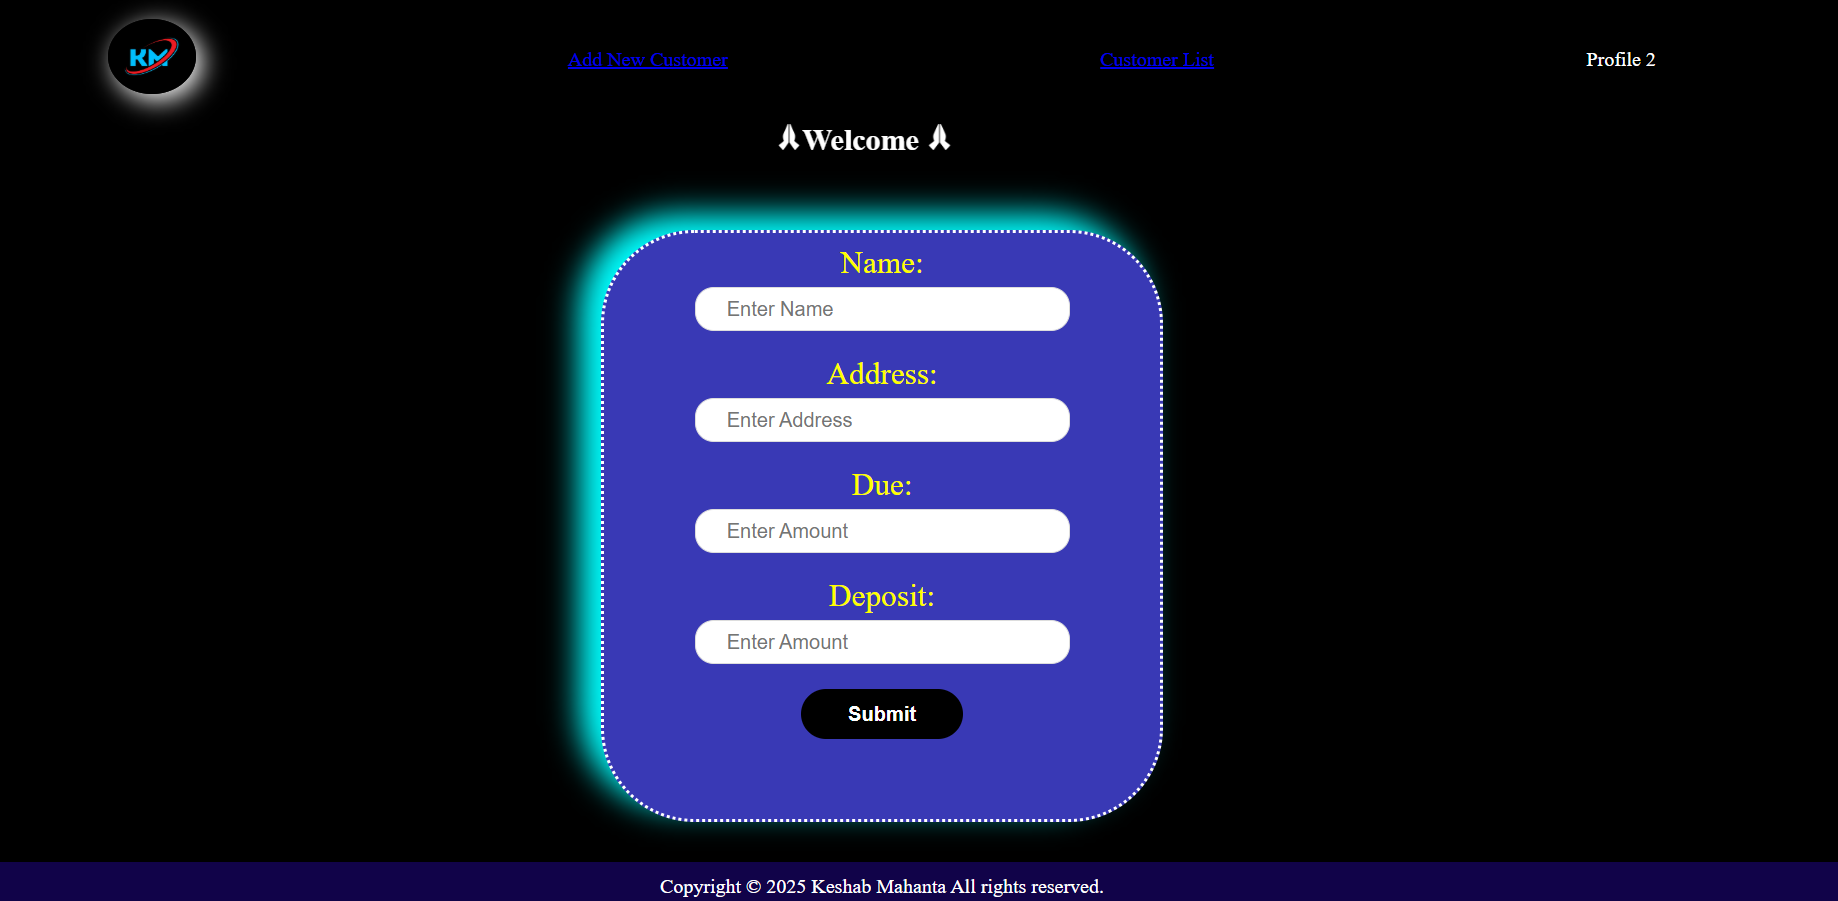 KM
Add New Customer
Customer List
Profile 2
🙏Welcome 🙏
Name:
Enter Name
Address:
Enter Address
Due:
Enter Amount
Deposit:
Enter Amount
Submit
Copyright © 2025 Keshab Mahanta All rights reserved.